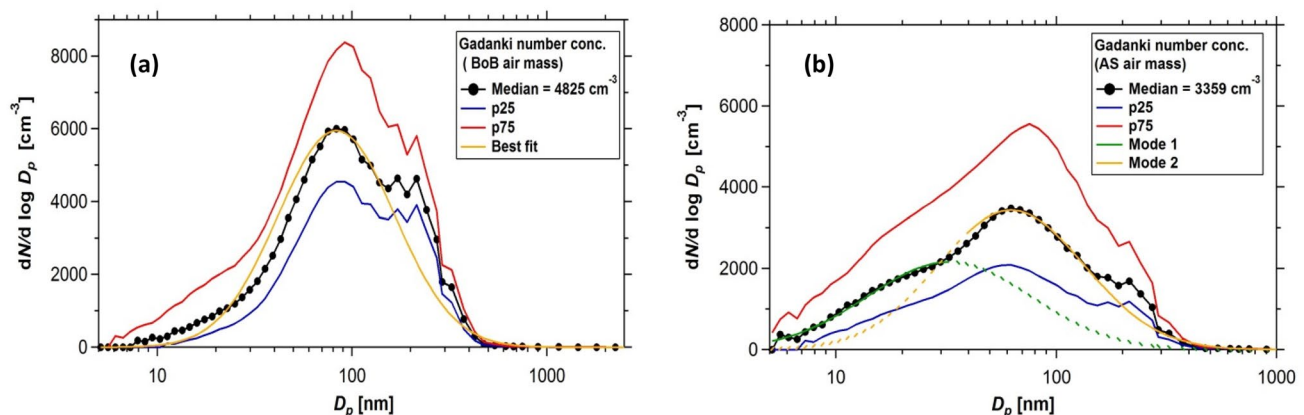 (a)
dN/d log Dp [cm-3]
8000
6000
4000
2000
0
10
100
1000
Dp [nm]
Gadanki number conc.
( BoB air mass)
Median = 4825 cm-3
p25
p75
Best fit
(b)
dN/d log Dp [cm-3]
8000
6000
4000
2000
0
10
100
1000
Dp [nm]
Gadanki number conc.
(AS air mass)
Median = 3359 cm-3
p25
p75
Mode 1
Mode 2